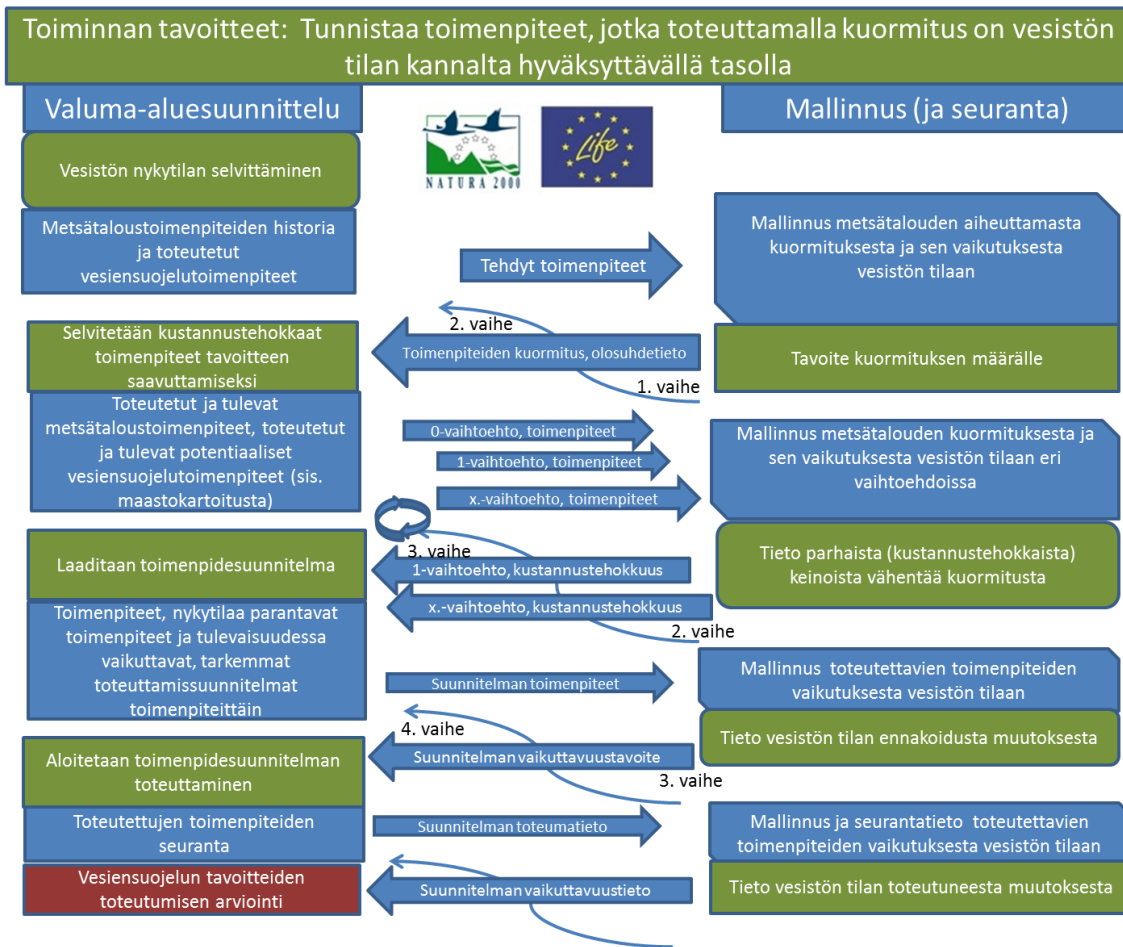 Toiminnan tavoitteet: Tunnistaa toimenpiteet, jotka toteuttamalla kuormitus on vesistön
tilan kannalta hyväksyttävällä tasolla
Valuma-aluesuunnittelu
Mallinnus (ja seuranta)
NATURA 2000
Life
Vesistön nykytilan selvittäminen
Metsätaloustoimenpiteiden historia
ja toteutetut
vesiensuojelutoimenpiteet
Tehdyt toimenpiteet
Mallinnus metsätalouden aiheuttamasta
kuormituksesta ja sen vaikutuksesta
vesistön tilaan
2. vaihe
Selvitetään kustannustehokkaat
toimenpiteet tavoitteen
saavuttamiseksi
Toimenpiteiden kuormitus, olosuhdetieto
Tavoite kuormituksen määrälle
1. vaihe
Toteutetut ja tulevat
metsätaloustoimenpiteet, toteutetut
ja tulevat potentiaaliset
vesiensuojelutoimenpiteet (sis.
maastokartoitusta)
0-vaihtoehto, toimenpiteet
1-vaihtoehto, toimenpiteet
x.-vaihtoehto, toimenpiteet
Mallinnus metsätalouden kuormituksesta ja
sen vaikutuksesta vesistön tilaan eri
vaihtoehdoissa
3. vaihe
Laaditaan toimenpidesuunnitelma
1-vaihtoehto, kustannustehokkuus
x.-vaihtoehto, kustannustehokkuus
Tieto parhaista (kustannustehokkaista)
keinoista vähentää kuormitusta
2. vaihe
Toimenpiteet, nykytilaa parantavat
toimenpiteet ja tulevaisuudessa
vaikuttavat, tarkemmat
toteuttamissuunnitelmat
toimenpiteittäin
Suunnitelman toimenpiteet
Mallinnus toteutettavien toimenpiteiden
vaikutuksesta vesistön tilaan
4. vaihe
Aloitetaan toimenpidesuunnitelman
toteuttaminen
Suunnitelman vaikuttavuustavoite
Tieto vesistön tilan ennakoidusta muutoksesta
3. vaihe
Toteutettujen toimenpiteiden
seuranta
Suunnitelman toteumatieto
Mallinnus ja seurantatieto toteutettavien
toimenpiteiden vaikutuksesta vesistön tilaan
Vesiensuojelun tavoitteiden
toteutumisen arviointi
Suunnitelman vaikuttavuustieto
Tieto vesistön tilan toteutuneesta muutoksesta